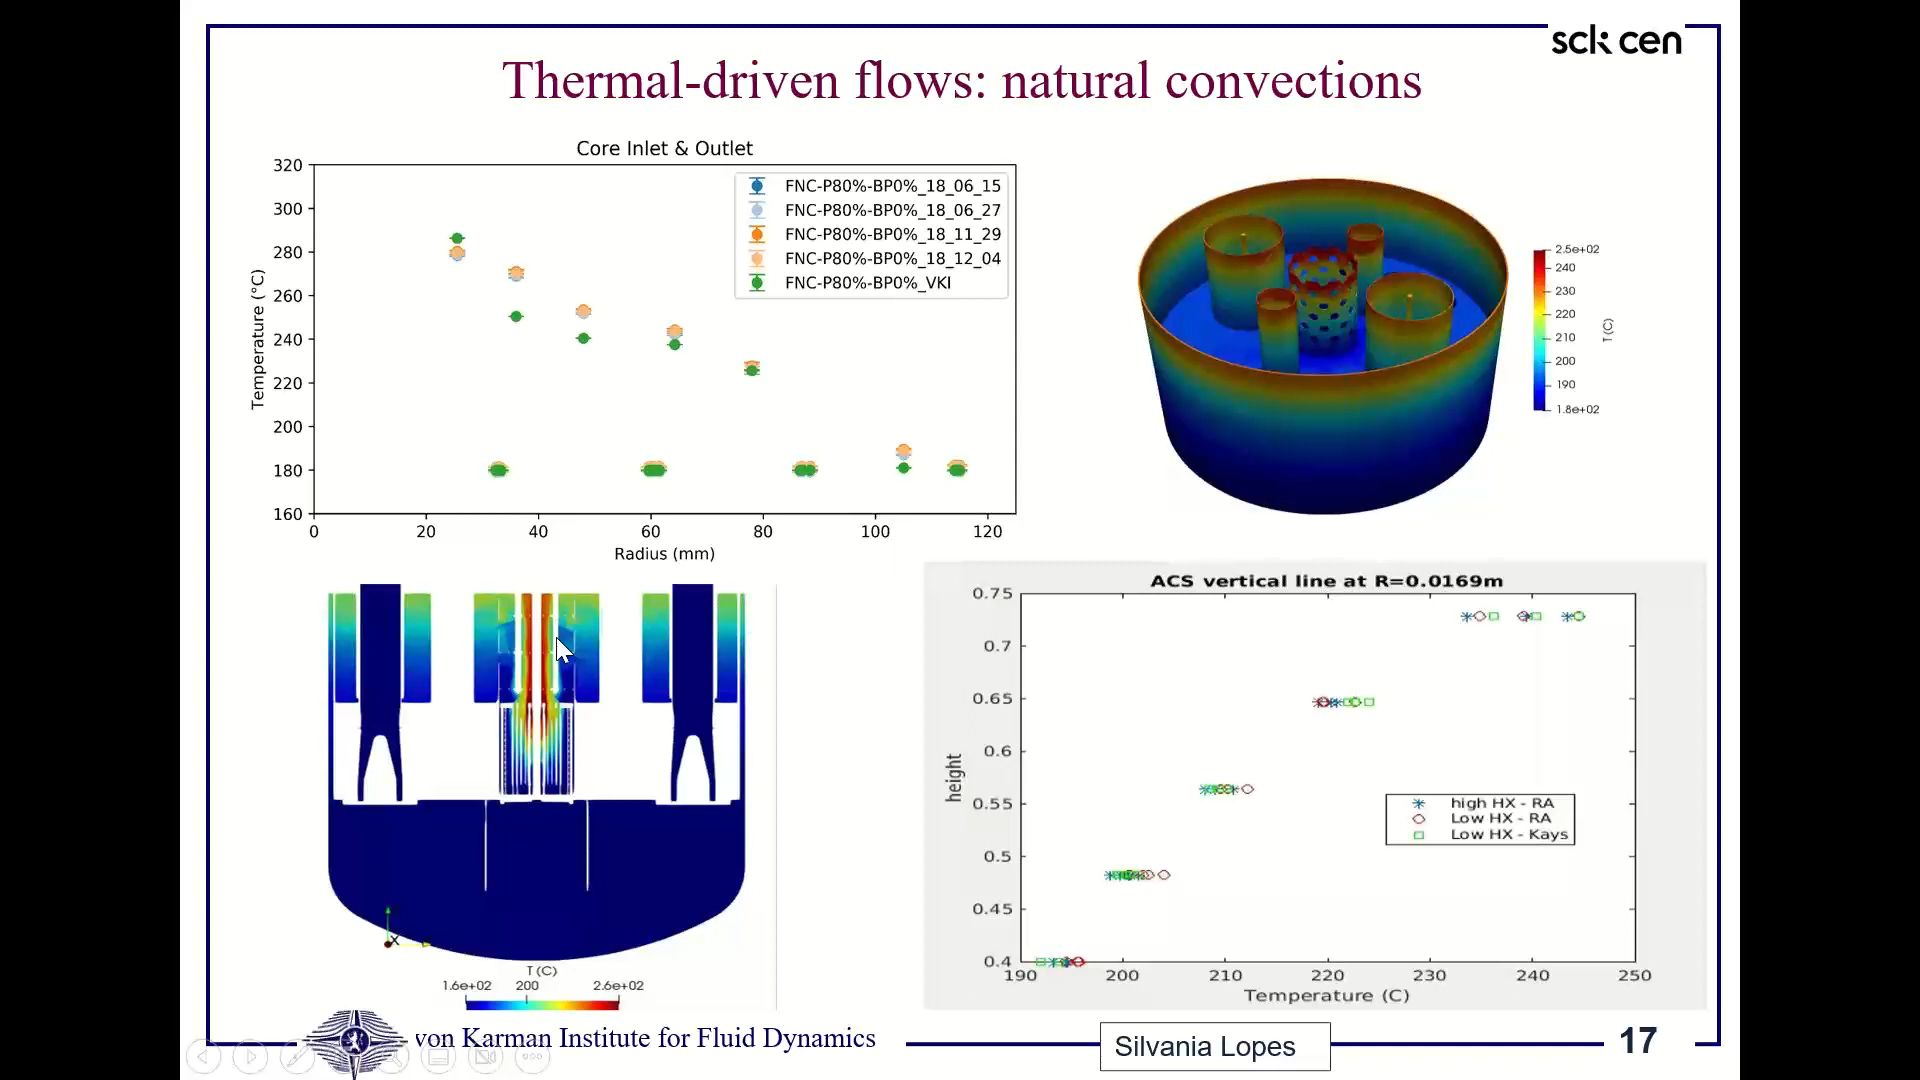 sck cen
Thermal-driven flows: natural convections
Core Inlet & Outlet
320
300
280
260
240
220
200
180
160
Temperature (°C)
0 20 40 60 80 100 120
Radius (mm)
FNC-P80%-BP0%_18_06_15
FNC-P80%-BP0%_18_06_27
FNC-P80%-BP0%_18_11_29
FNC-P80%-BP0%_18_12_04
FNC-P80%-BP0%_VKI
2.5e+02
240
230
220
210
200
190
1.8e+02
T (C)
X
T (C)
1.6e+02 200 2.6e+02
ACS vertical line at R=0.0169m
0.75
0.7
0.65
0.6
0.55
0.5
0.45
0.4
height
high HX - RA
Low HX - RA
Low HX - Kays
190 200 210 220 230 240 250
Temperature (C)
von Karman Institute for Fluid Dynamics
Silvania Lopes
17